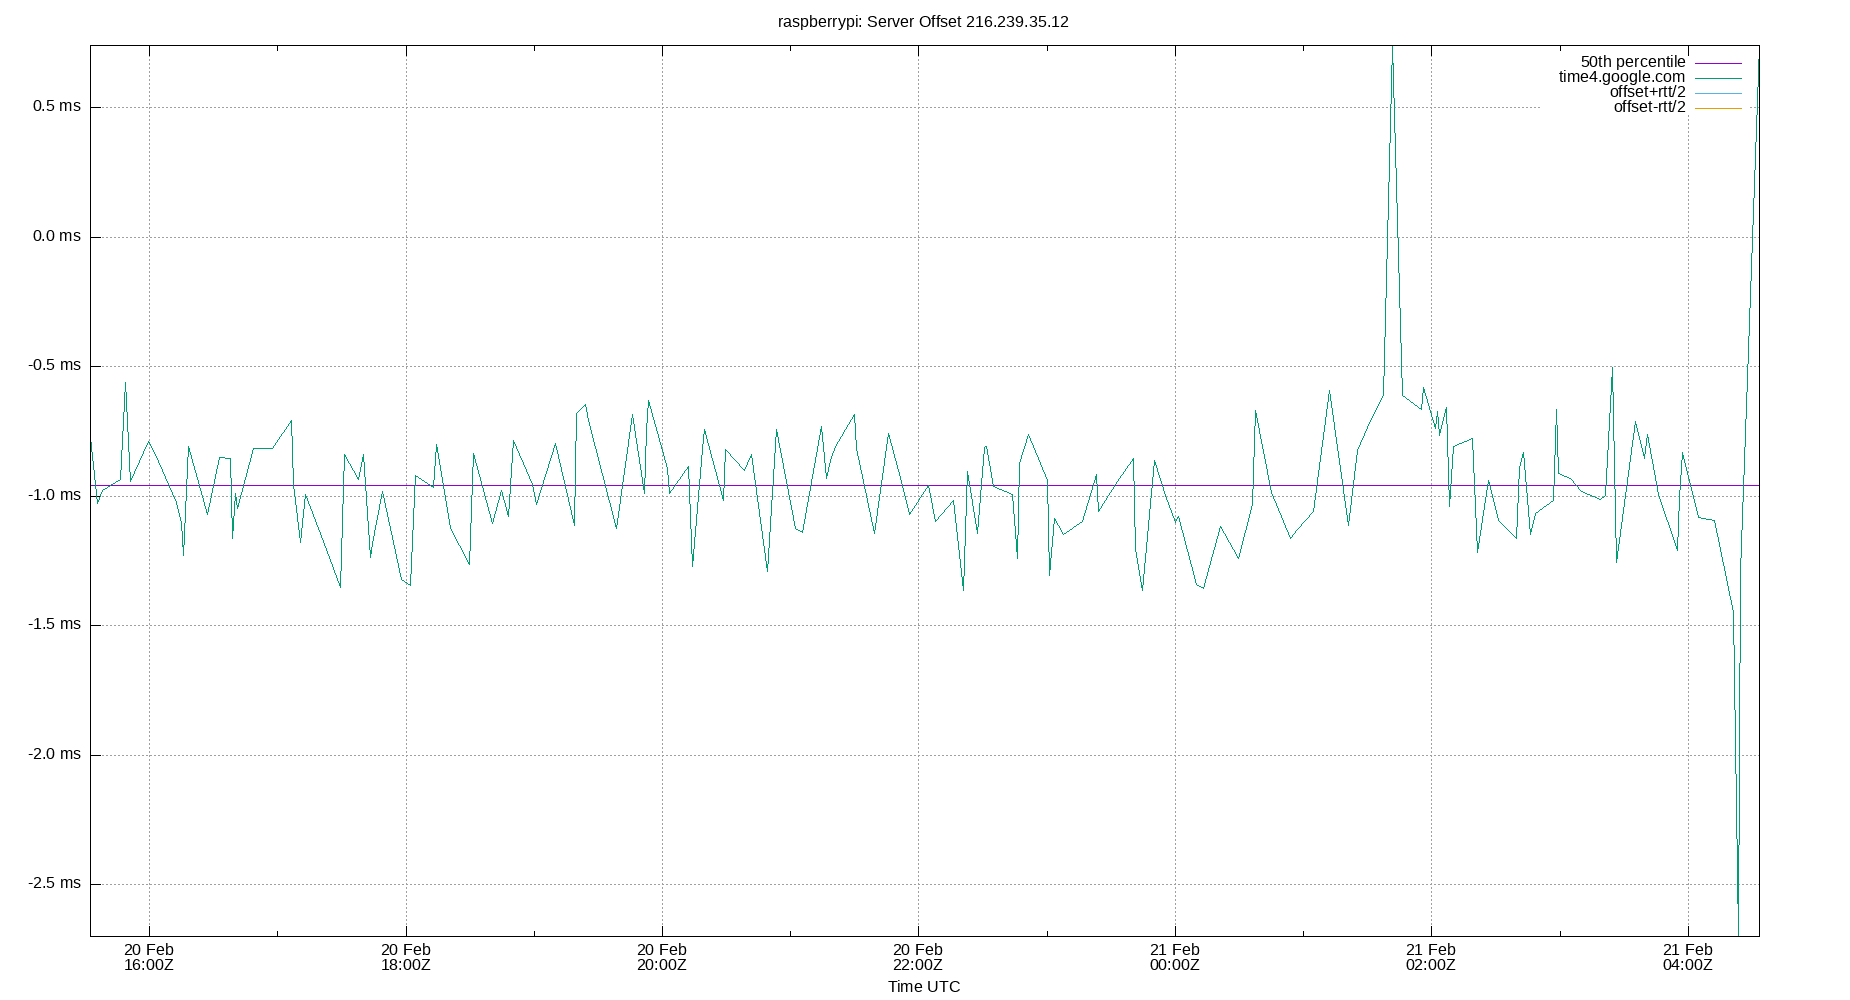 raspberrypi: Server Offset 216.239.35.12
50th percentile
time4.google.com
offset+rtt/2
offset-rtt/2
0.5 ms
0.0 ms
-0.5 ms
-1.0 ms
-1.5 ms
-2.0 ms
-2.5 ms
20 Feb 20 Feb 20 Feb 20 Feb 21 Feb 21 Feb 21 Feb
16:00Z 18:00Z 20:00Z 22:00Z 00:00Z 02:00Z 04:00Z
Time UTC